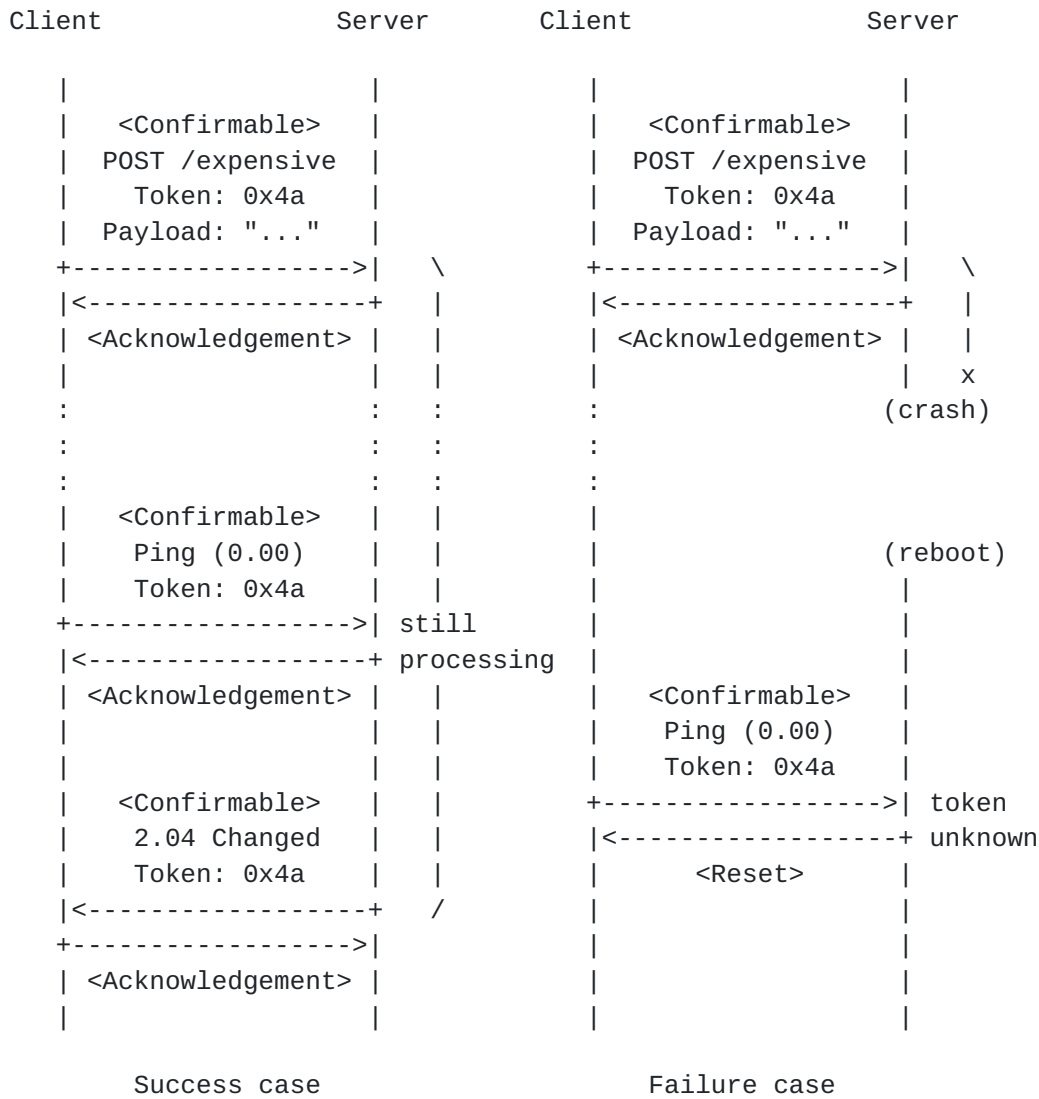 Client Server Client Server
<Confirmable> <Confirmable>
POST /expensive POST /expensive
Token: 0x4a Token: 0x4a
Payload: "..." Payload: "..."
<Acknowledgement> <Acknowledgement>
x
(crash)
<Confirmable>
Ping (0.00) (reboot)
Token: 0x4a
still
processing
<Acknowledgement> <Confirmable>
Ping (0.00)
Token: 0x4a
<Confirmable> token
2.04 Changed unknown
Token: 0x4a <Reset>
<Acknowledgement>
Success case Failure case